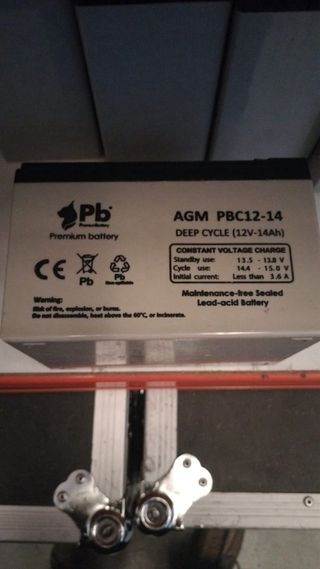 Pb
PremiumBattery
Premium battery
AGM PBC12-14
DEEP CYCLE (12V-14Ah)
CONSTANT VOLTAGE CHARGE
Standby use: 13.5 - 13.8 V
Cycle use: 14.4 - 15.0 V
Initial current: Less than 3.6 A
CE
Pb
Pb
Maintenance-free Sealed
Lead-acid Battery
Warning:
Risk of fire, explosion, or burns.
Do not disassemble, heat above the 60°C, or incinerate.